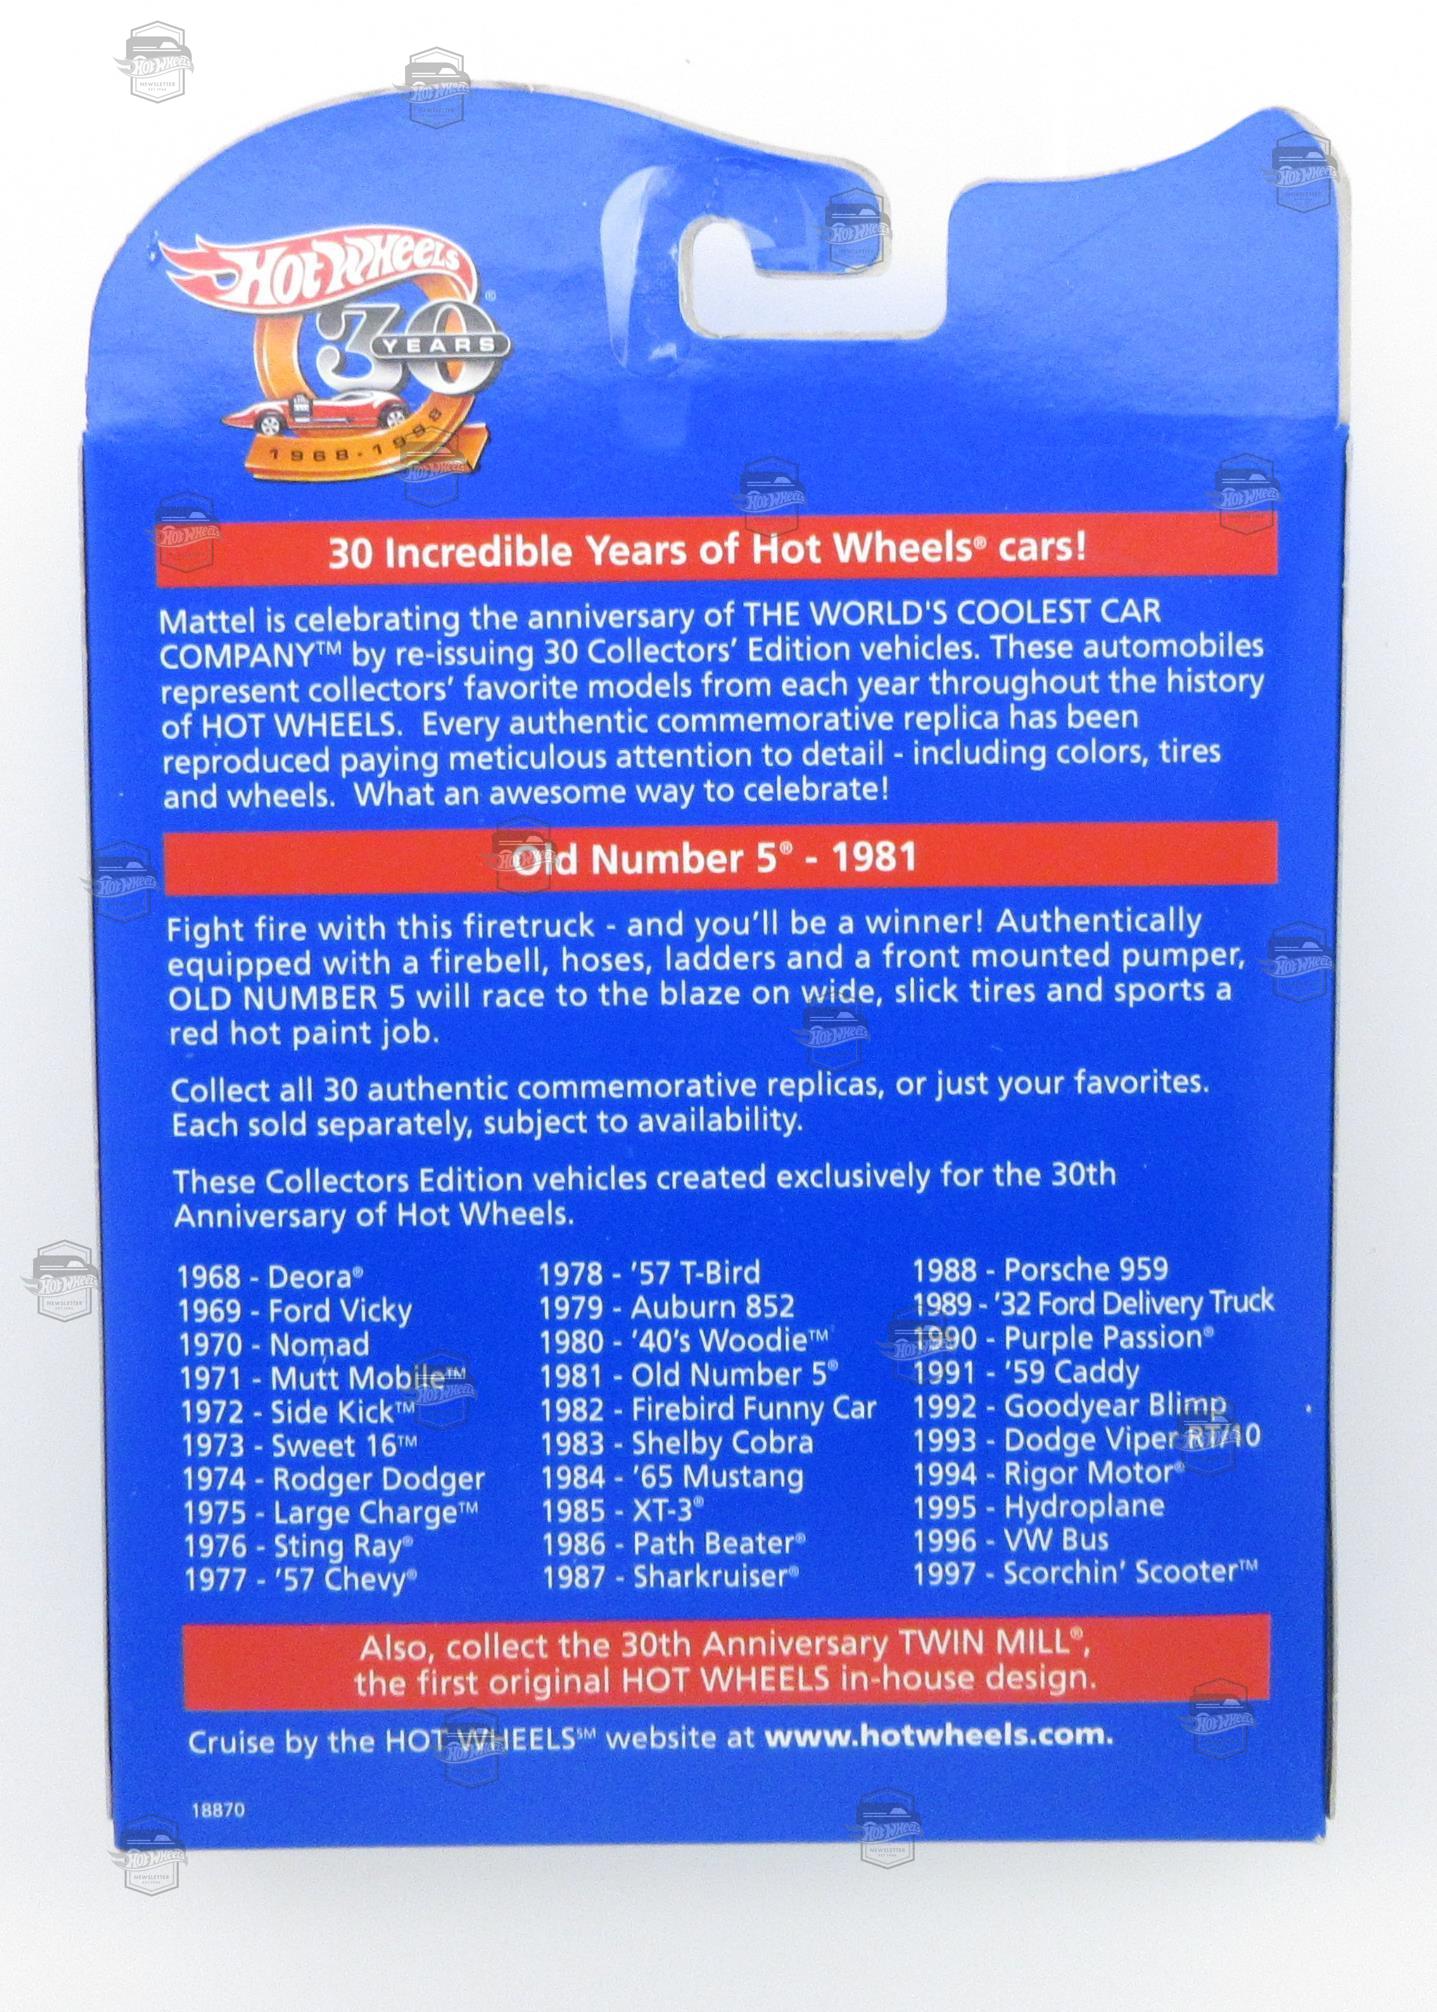 HOT WHEELS®
30
YEARS
1968-1998
30 Incredible Years of Hot Wheels® cars!
Mattel is celebrating the anniversary of THE WORLD'S COOLEST CAR
COMPANY™ by re-issuing 30 Collectors' Edition vehicles. These automobiles
represent collectors' favorite models from each year throughout the history
of HOT WHEELS. Every authentic commemorative replica has been
reproduced paying meticulous attention to detail - including colors, tires
and wheels. What an awesome way to celebrate!
Old Number 5® - 1981
Fight fire with this firetruck - and you'll be a winner! Authentically
equipped with a firebell, hoses, ladders and a front mounted pumper,
OLD NUMBER 5 will race to the blaze on wide, slick tires and sports a
red hot paint job.
Collect all 30 authentic commemorative replicas, or just your favorites.
Each sold separately, subject to availability.
These Collectors Edition vehicles created exclusively for the 30th
Anniversary of Hot Wheels.
1968 - Deora®
1969 - Ford Vicky
1970 - Nomad
1971 - Mutt Mobile™
1972 - Side Kick™
1973 - Sweet 16™
1974 - Rodger Dodger
1975 - Large Charge™
1976 - Sting Ray®
1977 - '57 Chevy®
1978 - '57 T-Bird
1979 - Auburn 852
1980 - '40's Woodie™
1981 - Old Number 5®
1982 - Firebird Funny Car
1983 - Shelby Cobra
1984 - '65 Mustang
1985 - XT-3®
1986 - Path Beater®
1987 - Sharkruiser®
1988 - Porsche 959
1989 - '32 Ford Delivery Truck
1990 - Purple Passion®
1991 - '59 Caddy
1992 - Goodyear Blimp
1993 - Dodge Viper RT/10
1994 - Rigor Motor®
1995 - Hydroplane
1996 - VW Bus
1997 - Scorchin' Scooter™
Also, collect the 30th Anniversary TWIN MILL®,
the first original HOT WHEELS in-house design.
Cruise by the HOT WHEELS℠ website at www.hotwheels.com.
18870
HOT WHEELS
NEWSLETTER